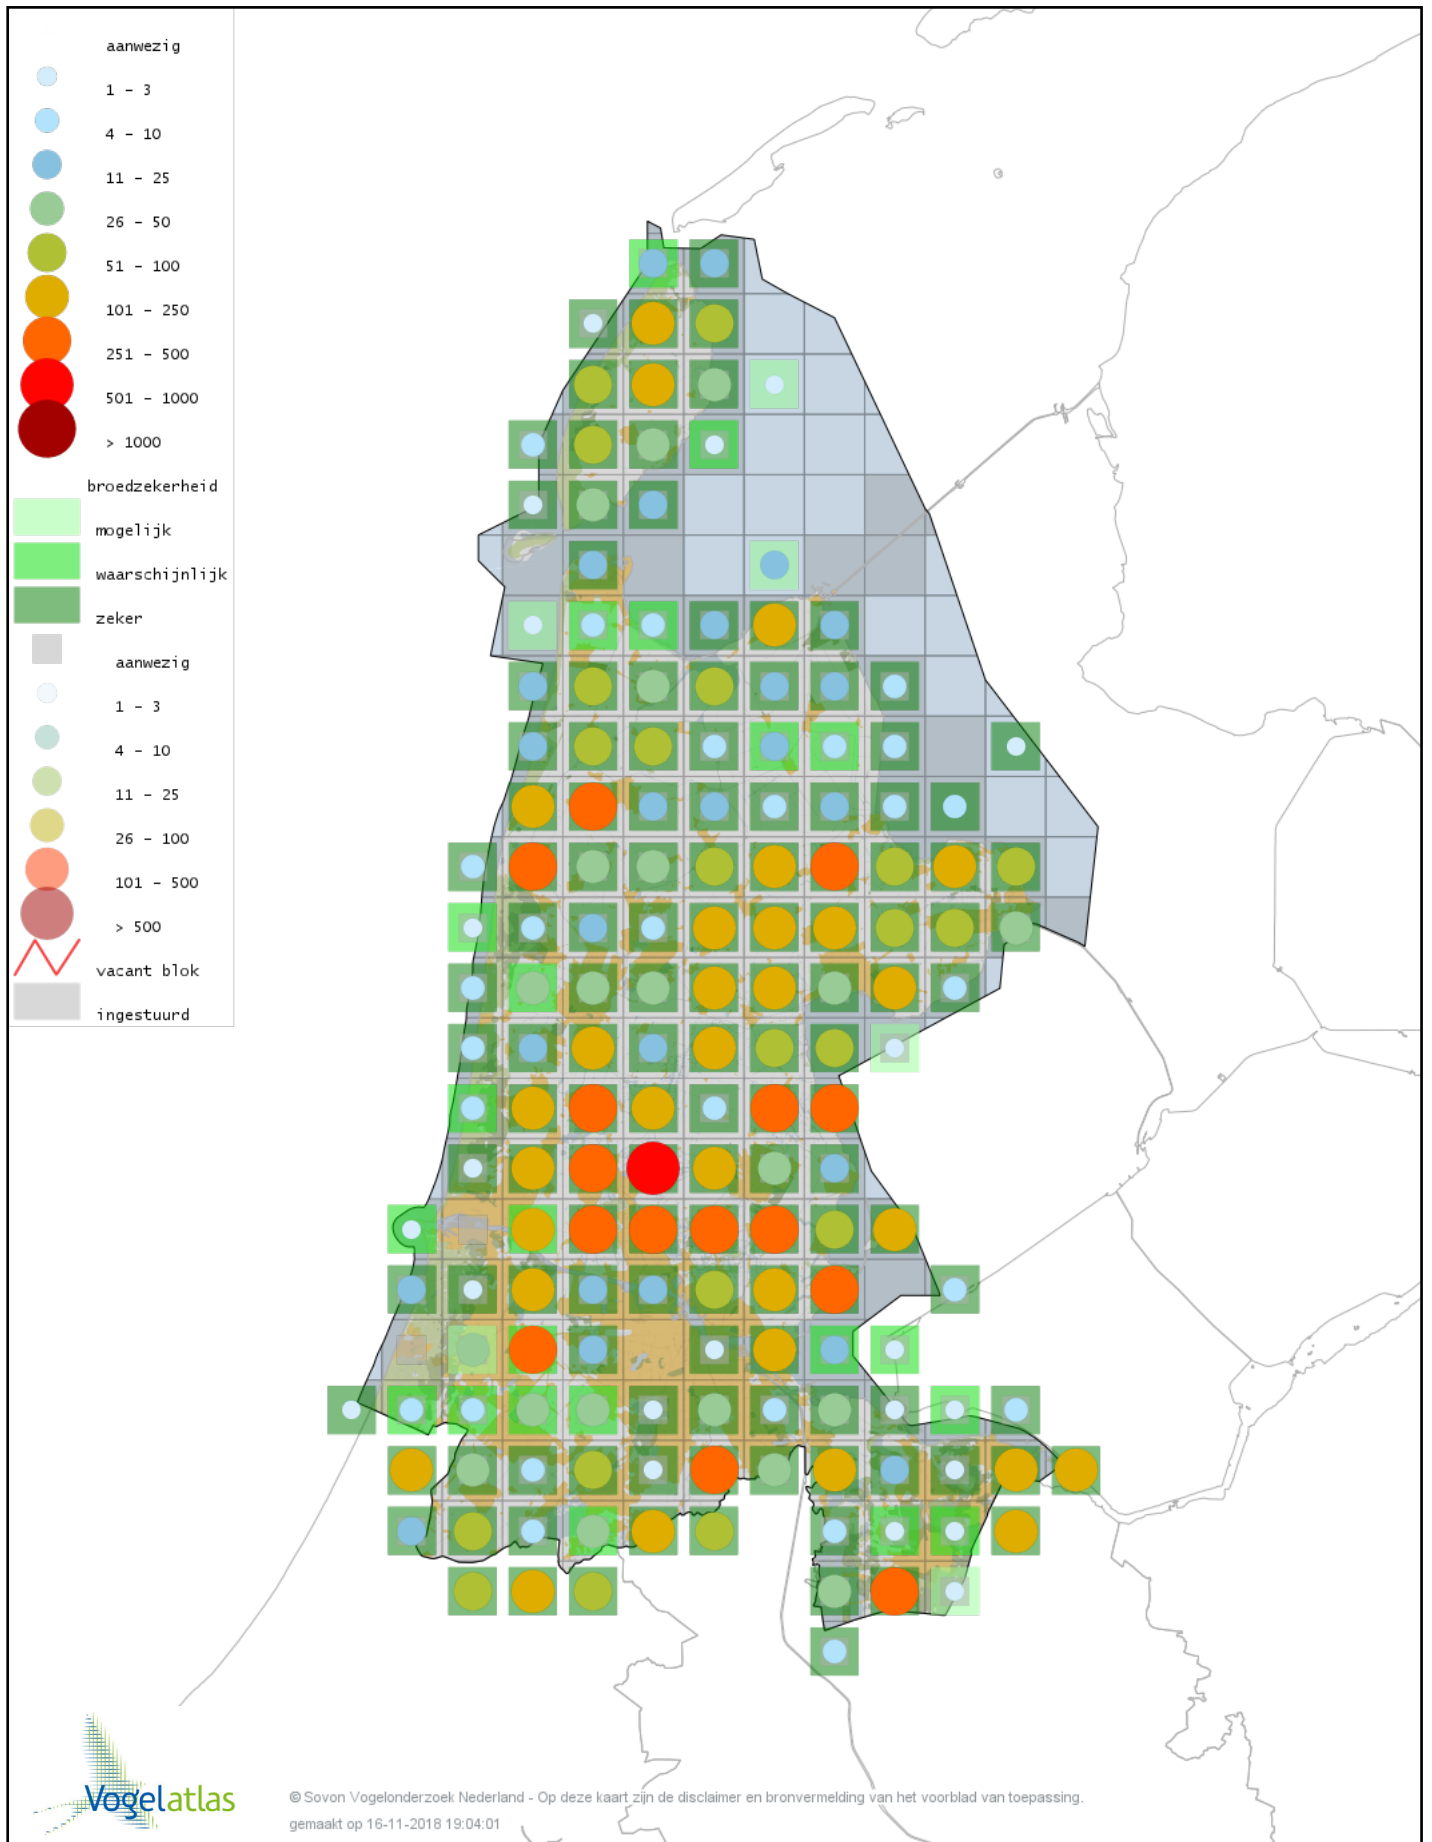 aanwezig
1 - 3
4 - 10
11 - 25
26 - 50
51 - 100
101 - 250
251 - 500
501 - 1000
> 1000
broedzekerheid
mogelijk
waarschijnlijk
zeker
aanwezig
1 - 3
4 - 10
11 - 25
26 - 100
101 - 500
> 500
vacant blok
ingestuurd
Vogelatlas
© Sovon Vogelonderzoek Nederland - Op deze kaart zijn de disclaimer en bronvermelding van het voorblad van toepassing.
gemaakt op 16-11-2018 19:04:01